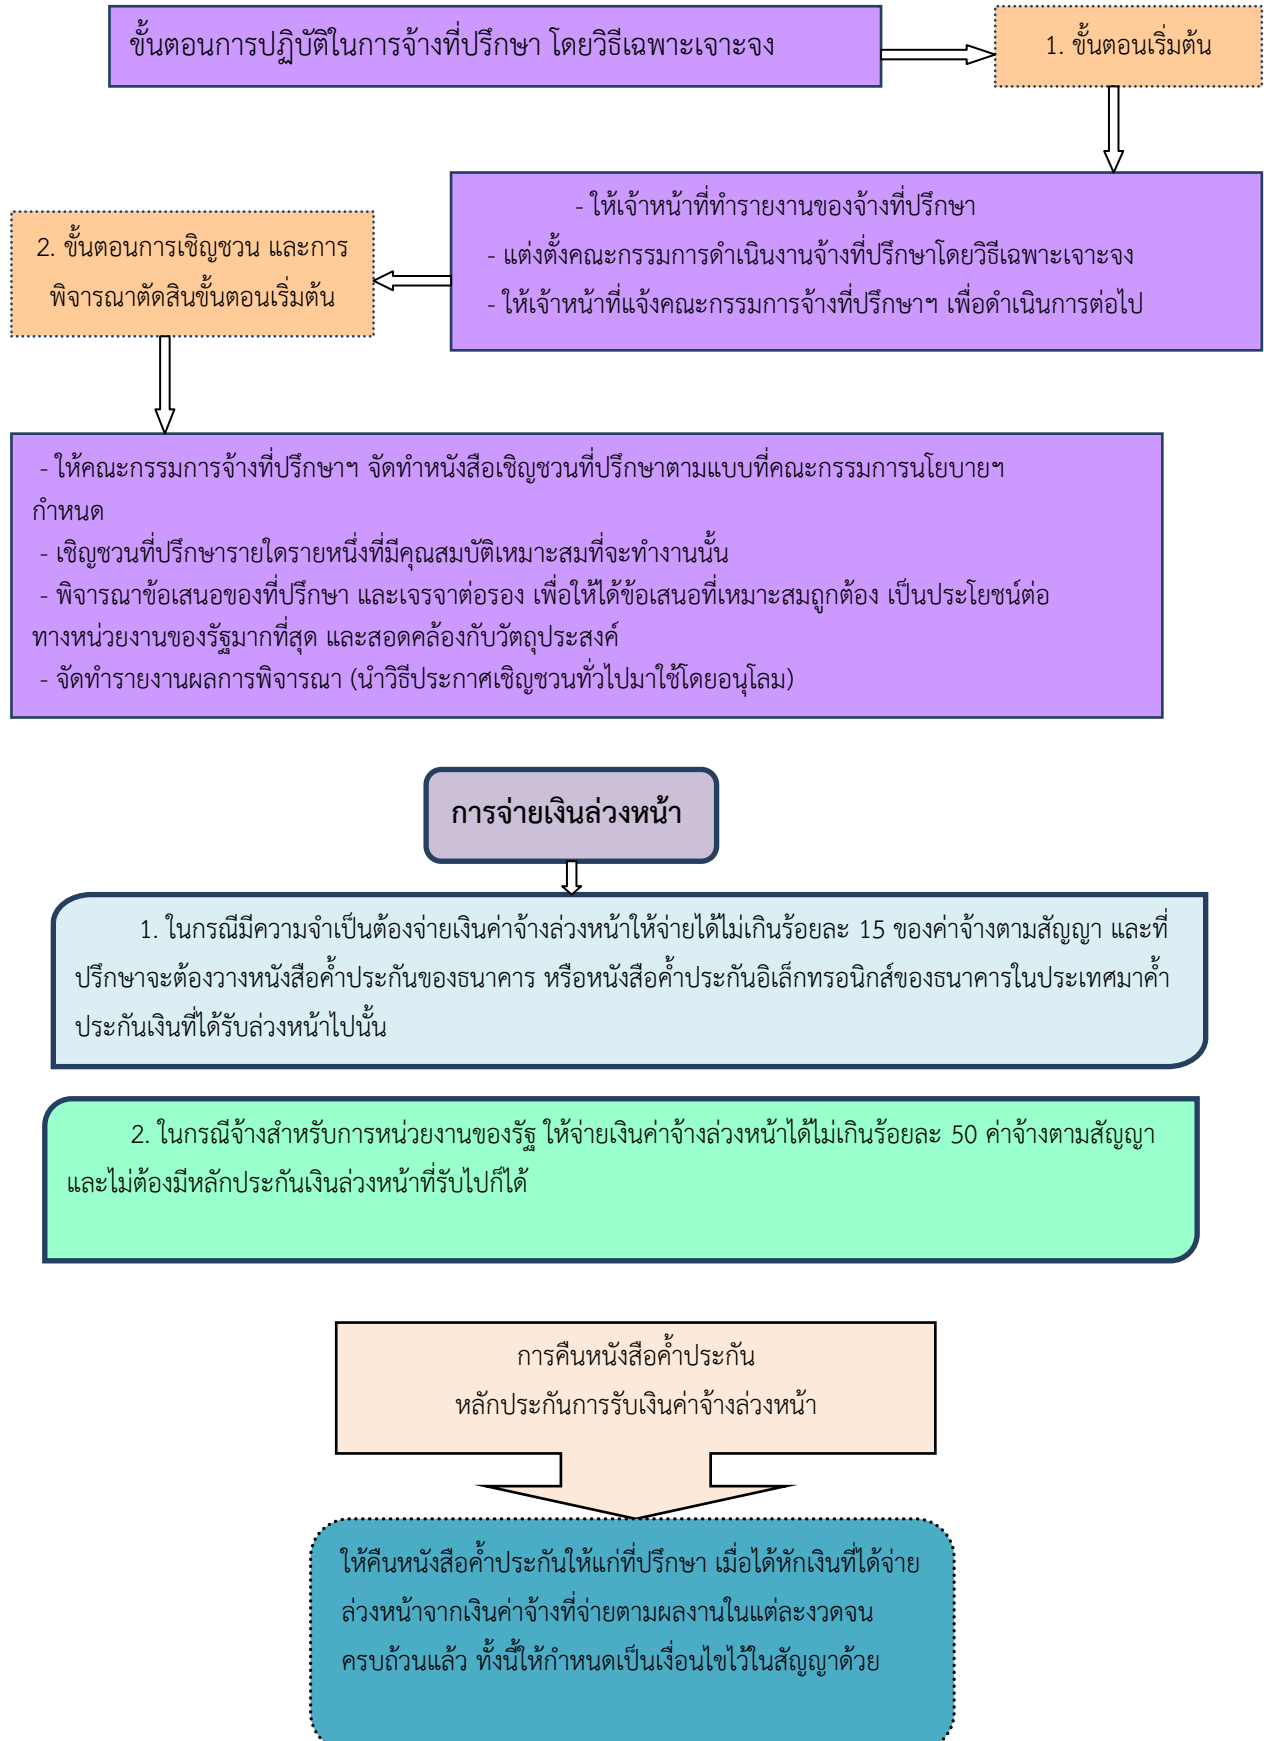 ขั้นตอนการปฏิบัติในการจ้างที่ปรึกษา โดยวิธีเฉพาะเจาะจง
1. ขั้นตอนเริ่มต้น
- ให้เจ้าหน้าที่ทำรายงานของจ้างที่ปรึกษา
- แต่งตั้งคณะกรรมการดำเนินงานจ้างที่ปรึกษาโดยวิธีเฉพาะเจาะจง
- ให้เจ้าหน้าที่แจ้งคณะกรรมการจ้างที่ปรึกษาฯ เพื่อดำเนินการต่อไป
2. ขั้นตอนการเชิญชวน และการ
พิจารณาตัดสินขั้นตอนเริ่มต้น
- ให้คณะกรรมการจ้างที่ปรึกษาฯ จัดทำหนังสือเชิญชวนที่ปรึกษาตามแบบที่คณะกรรมการนโยบายฯ
กำหนด
- เชิญชวนที่ปรึกษารายใดรายหนึ่งที่มีคุณสมบัติเหมาะสมที่จะทำงานนั้น
- พิจารณาข้อเสนอของที่ปรึกษา และเจรจาต่อรอง เพื่อให้ได้ข้อเสนอที่เหมาะสมถูกต้อง เป็นประโยชน์ต่อ
ทางหน่วยงานของรัฐมากที่สุด และสอดคล้องกับวัตถุประสงค์
- จัดทำรายงานผลการพิจารณา (นำวิธีประกาศเชิญชวนทั่วไปมาใช้โดยอนุโลม)
การจ่ายเงินล่วงหน้า
1. ในกรณีมีความจำเป็นต้องจ่ายเงินค่าจ้างล่วงหน้าให้จ่ายได้ไม่เกินร้อยละ 15 ของค่าจ้างตามสัญญา และที่
ปรึกษาจะต้องวางหนังสือค้ำประกันของธนาคาร หรือหนังสือค้ำประกันอิเล็กทรอนิกส์ของธนาคารในประเทศมาค้ำ
ประกันเงินที่ได้รับล่วงหน้าไปนั้น
2. ในกรณีจ้างสำหรับการหน่วยงานของรัฐ ให้จ่ายเงินค่าจ้างล่วงหน้าได้ไม่เกินร้อยละ 50 ค่าจ้างตามสัญญา
และไม่ต้องมีหลักประกันเงินล่วงหน้าที่รับไปก็ได้
การคืนหนังสือค้ำประกัน
หลักประกันการรับเงินค่าจ้างล่วงหน้า
ให้คืนหนังสือค้ำประกันให้แก่ที่ปรึกษา เมื่อได้หักเงินที่ได้จ่าย
ล่วงหน้าจากเงินค่าจ้างที่จ่ายตามผลงานในแต่ละงวดจน
ครบถ้วนแล้ว ทั้งนี้ให้กำหนดเป็นเงื่อนไขไว้ในสัญญาด้วย